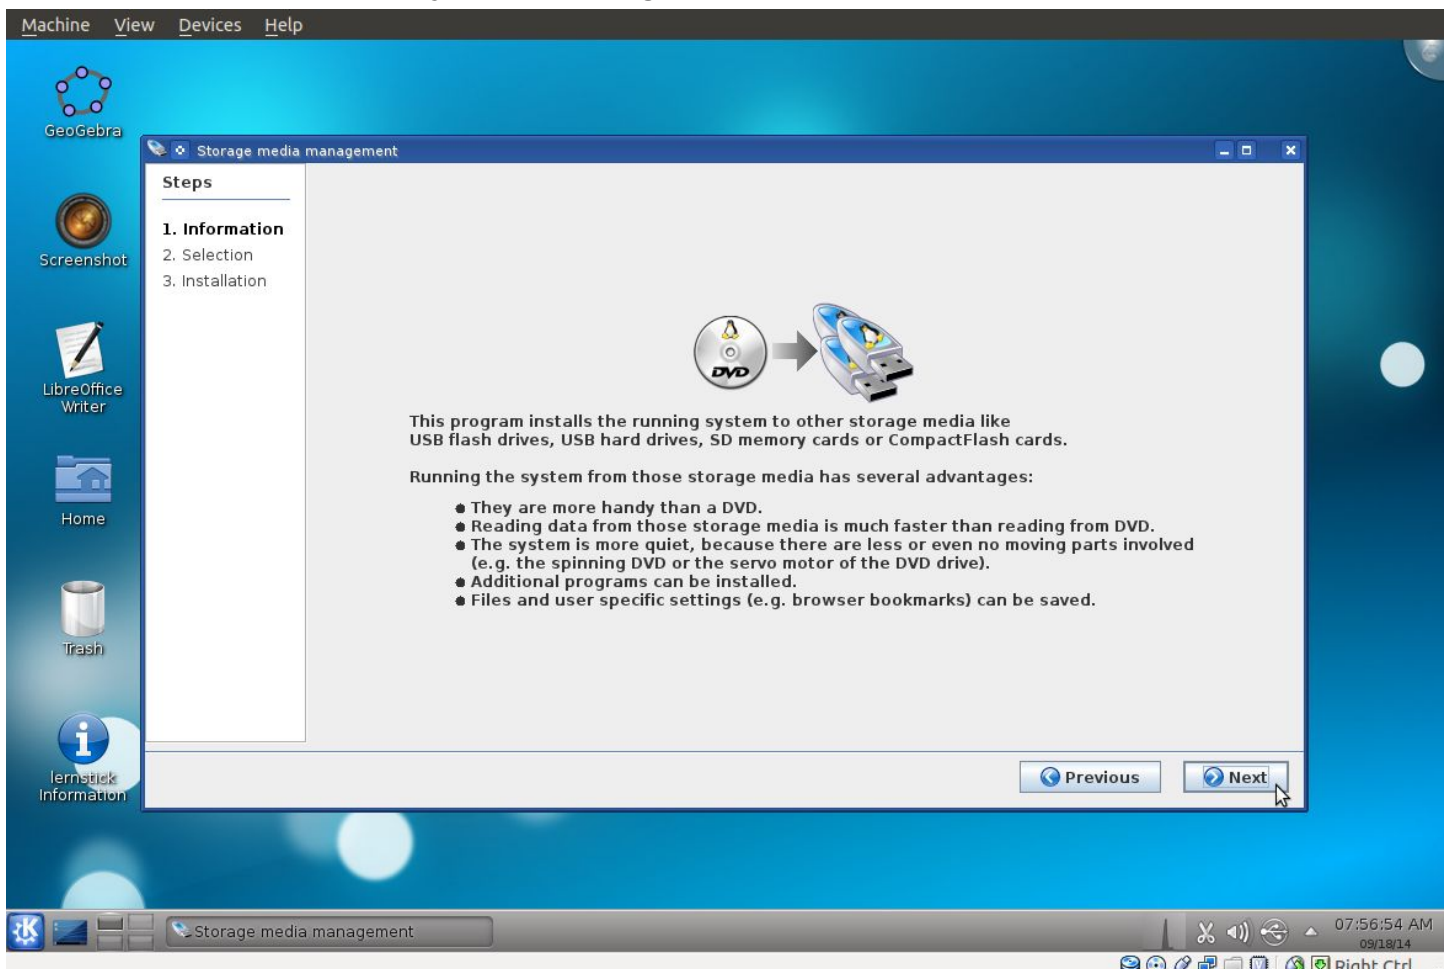 Machine View Devices Help
GeoGebra
Screenshot
LibreOffice
Writer
Home
Trash
lernstick
Information
Storage media management
Steps
1. Information
2. Selection
3. Installation
DVD
This program installs the running system to other storage media like
USB flash drives, USB hard drives, SD memory cards or CompactFlash cards.
Running the system from those storage media has several advantages:
They are more handy than a DVD.
Reading data from those storage media is much faster than reading from DVD.
The system is more quiet, because there are less or even no moving parts involved
(e.g. the spinning DVD or the servo motor of the DVD drive).
Additional programs can be installed.
Files and user specific settings (e.g. browser bookmarks) can be saved.
Previous
Next
Storage media management
07:56:54 AM
09/18/14
Right Ctrl